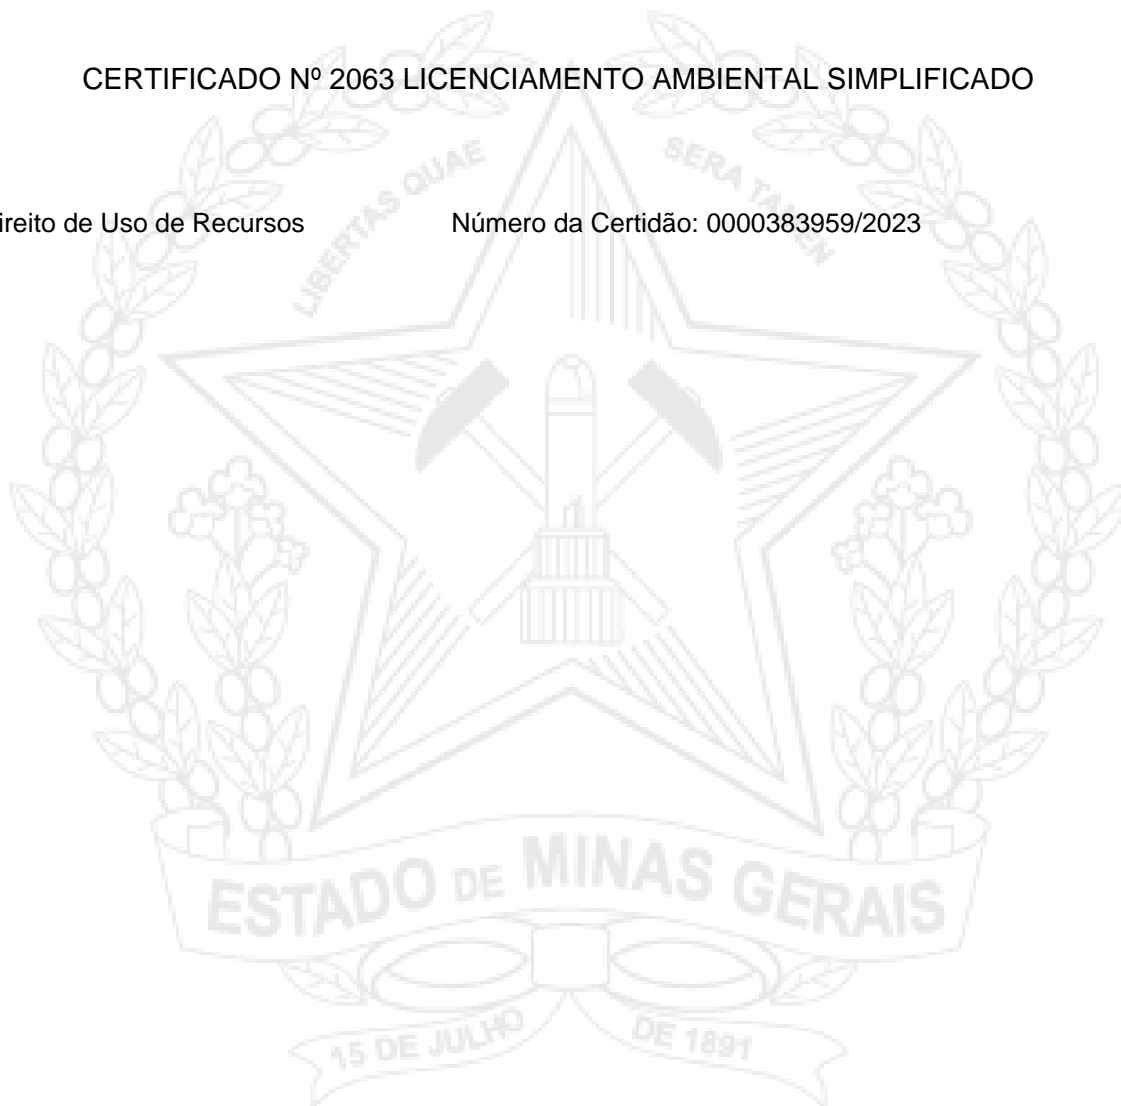 CERTIFICADO Nº 2063 LICENCIAMENTO AMBIENTAL SIMPLIFICADO
LIBERTAS QUAE SERA TAMEN
ireito de Uso de Recursos Número da Certidão: 0000383959/2023
ESTADO DE MINAS GERAIS
15 DE JULHO DE 1891